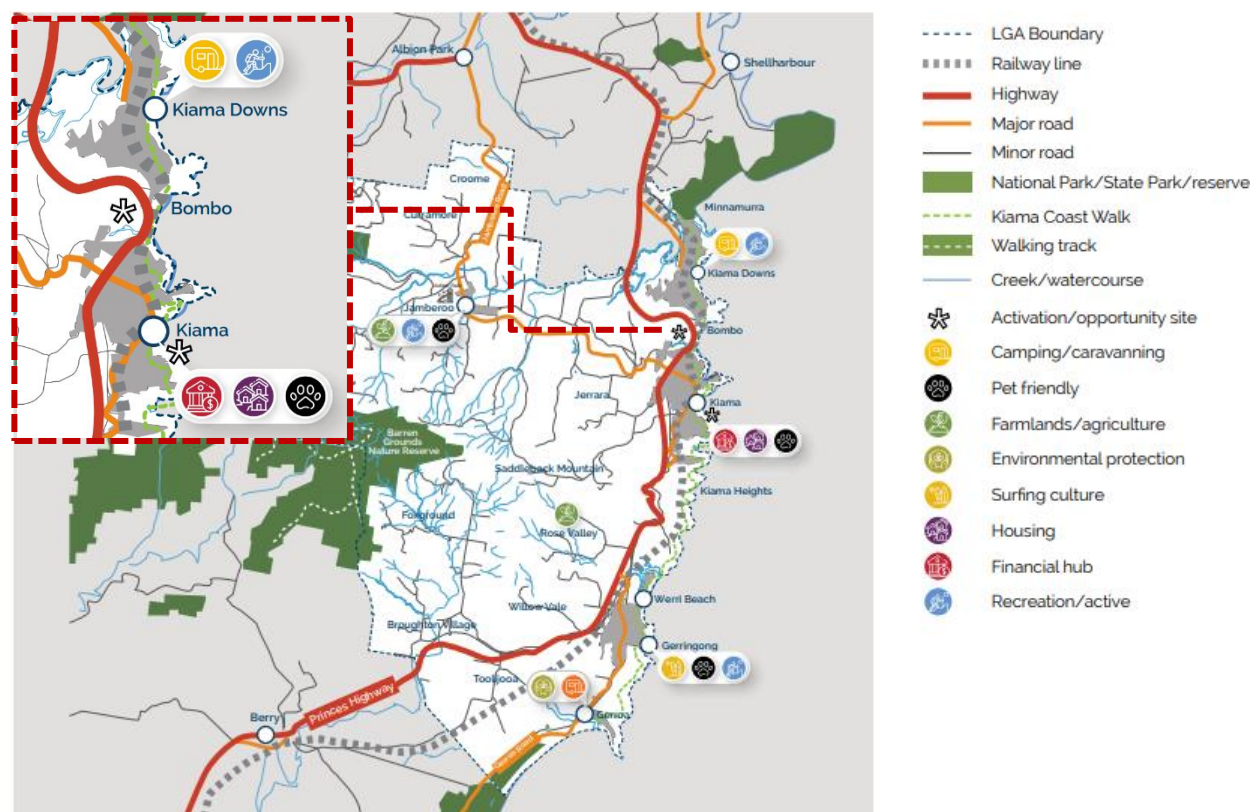 Kiama Downs
Bombo
Kiama
Albion Park
Shellharbour
Croome
Curramore
Minnamurra
Kiama Downs
Jamberoo
Bombo
Jerrara
Kiama
Barren
Grounds
Nature Reserve
Saddleback Mountain
Kiama Heights
Foxground
Rose Valley
Willow Vale
Werri Beach
Broughton Village
Gerringong
Toolijooa
Princes Highway
Berry
Gerroa
LGA Boundary
Railway line
Highway
Major road
Minor road
National Park/State Park/reserve
Kiama Coast Walk
Walking track
Creek/watercourse
Activation/opportunity site
Camping/caravanning
Pet friendly
Farmlands/agriculture
Environmental protection
Surfing culture
Housing
Financial hub
Recreation/active